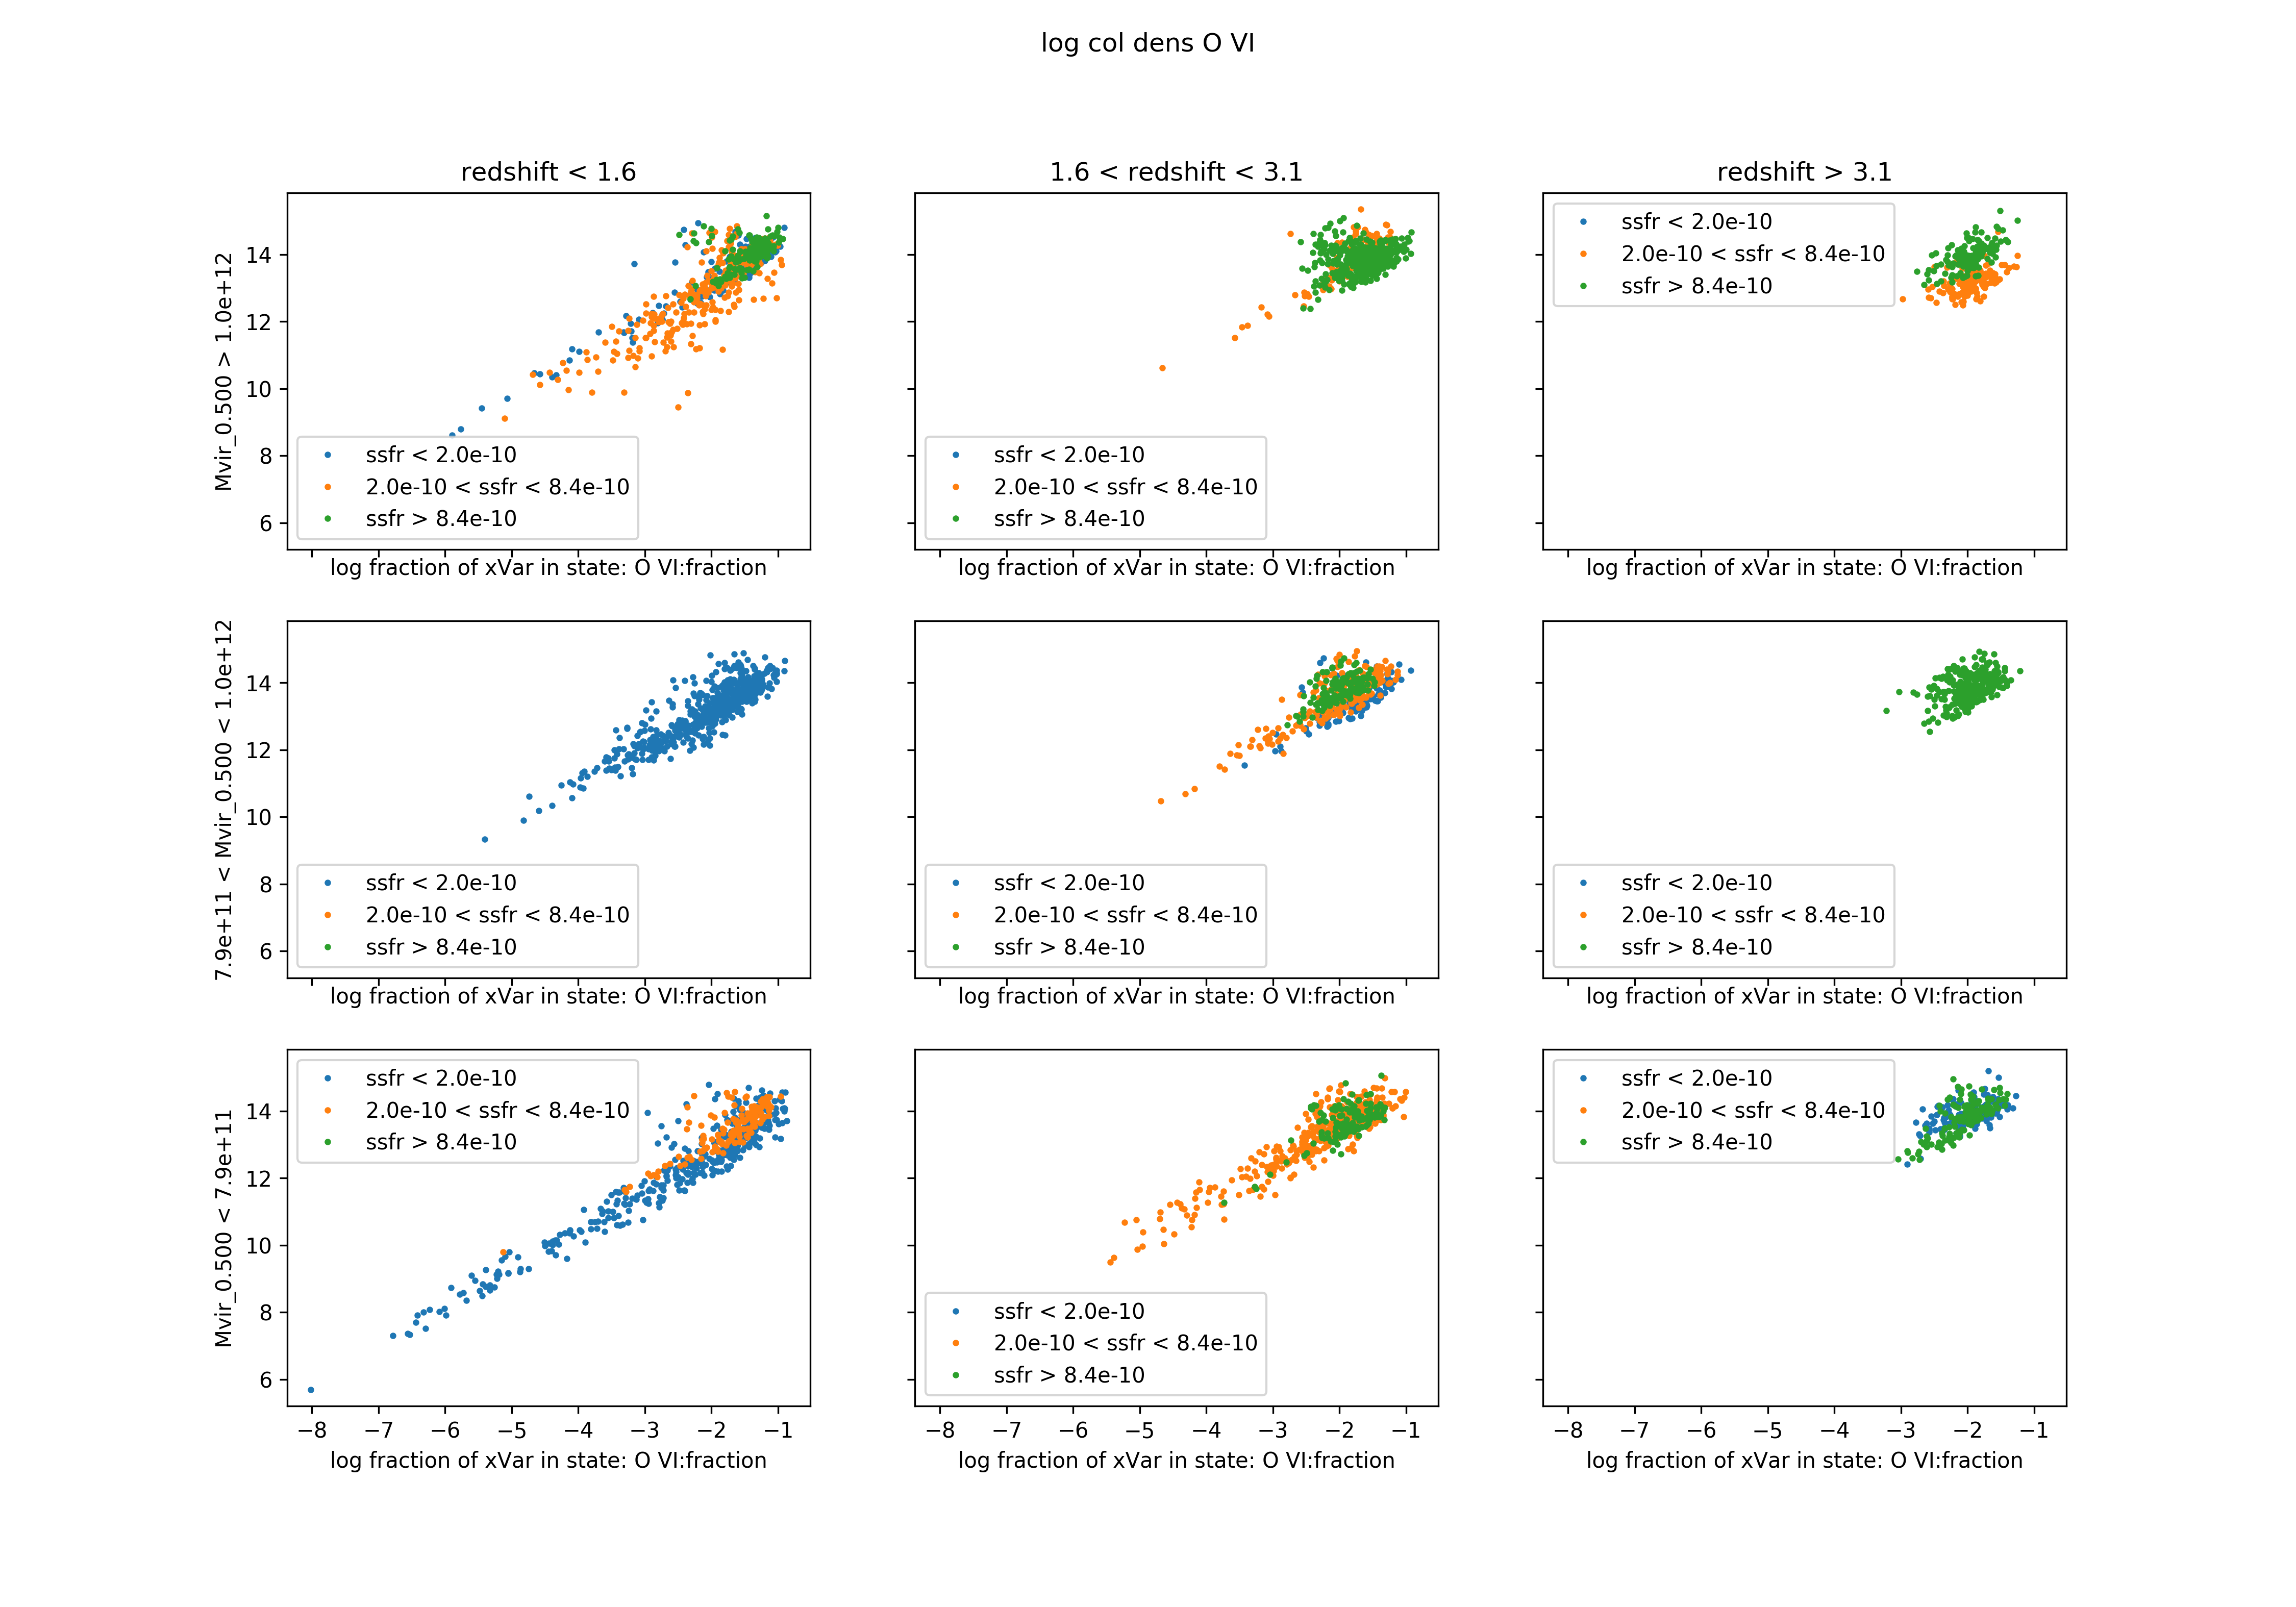 log col dens O VI
redshift < 1.6
1.6 < redshift < 3.1
redshift > 3.1
Mvir_0.500 > 1.0e+12
14
12
10
8
6
ssfr < 2.0e-10
2.0e-10 < ssfr < 8.4e-10
ssfr > 8.4e-10
log fraction of xVar in state: O VI:fraction
ssfr < 2.0e-10
2.0e-10 < ssfr < 8.4e-10
ssfr > 8.4e-10
log fraction of xVar in state: O VI:fraction
ssfr < 2.0e-10
2.0e-10 < ssfr < 8.4e-10
ssfr > 8.4e-10
log fraction of xVar in state: O VI:fraction
7.9e+11 < Mvir_0.500 < 1.0e+12
14
12
10
8
6
ssfr < 2.0e-10
2.0e-10 < ssfr < 8.4e-10
ssfr > 8.4e-10
log fraction of xVar in state: O VI:fraction
ssfr < 2.0e-10
2.0e-10 < ssfr < 8.4e-10
ssfr > 8.4e-10
log fraction of xVar in state: O VI:fraction
ssfr < 2.0e-10
2.0e-10 < ssfr < 8.4e-10
ssfr > 8.4e-10
log fraction of xVar in state: O VI:fraction
Mvir_0.500 < 7.9e+11
14
12
10
8
6
ssfr < 2.0e-10
2.0e-10 < ssfr < 8.4e-10
ssfr > 8.4e-10
−8 −7 −6 −5 −4 −3 −2 −1
log fraction of xVar in state: O VI:fraction
ssfr < 2.0e-10
2.0e-10 < ssfr < 8.4e-10
ssfr > 8.4e-10
−8 −7 −6 −5 −4 −3 −2 −1
log fraction of xVar in state: O VI:fraction
ssfr < 2.0e-10
2.0e-10 < ssfr < 8.4e-10
ssfr > 8.4e-10
−8 −7 −6 −5 −4 −3 −2 −1
log fraction of xVar in state: O VI:fraction